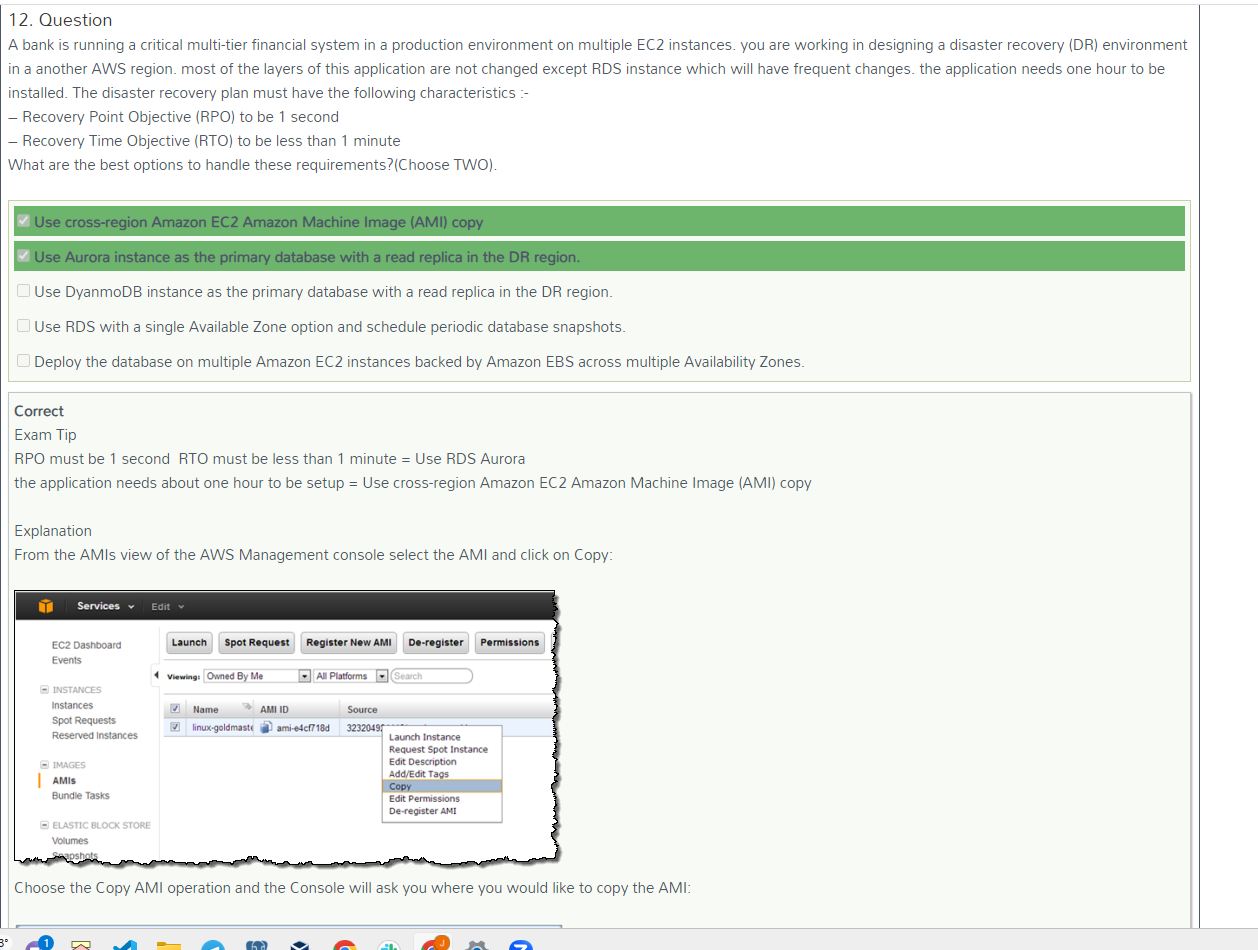 12. Question
A bank is running a critical multi-tier financial system in a production environment on multiple EC2 instances. you are working in designing a disaster recovery (DR) environment
in a another AWS region. most of the layers of this application are not changed except RDS instance which will have frequent changes. the application needs one hour to be
installed. The disaster recovery plan must have the following characteristics :-
– Recovery Point Objective (RPO) to be 1 second
– Recovery Time Objective (RTO) to be less than 1 minute
What are the best options to handle these requirements?(Choose TWO).
Use cross-region Amazon EC2 Amazon Machine Image (AMI) copy
Use Aurora instance as the primary database with a read replica in the DR region.
Use DyanmoDB instance as the primary database with a read replica in the DR region.
Use RDS with a single Available Zone option and schedule periodic database snapshots.
Deploy the database on multiple Amazon EC2 instances backed by Amazon EBS across multiple Availability Zones.
Correct
Exam Tip
RPO must be 1 second RTO must be less than 1 minute = Use RDS Aurora
the application needs about one hour to be setup = Use cross-region Amazon EC2 Amazon Machine Image (AMI) copy
Explanation
From the AMIs view of the AWS Management console select the AMI and click on Copy:
Services Edit
EC2 Dashboard
Events
INSTANCES
Instances
Spot Requests
Reserved Instances
IMAGES
AMIs
Bundle Tasks
ELASTIC BLOCK STORE
Volumes
Snapshots
Launch Spot Request Register New AMI De-register Permissions
Viewing: Owned By Me All Platforms Search
Name AMI ID Source
linux-goldmaste ami-e4cf718d 3232049
Launch Instance
Request Spot Instance
Edit Description
Add/Edit Tags
Copy
Edit Permissions
De-register AMI
Choose the Copy AMI operation and the Console will ask you where you would like to copy the AMI:
3° 1 J